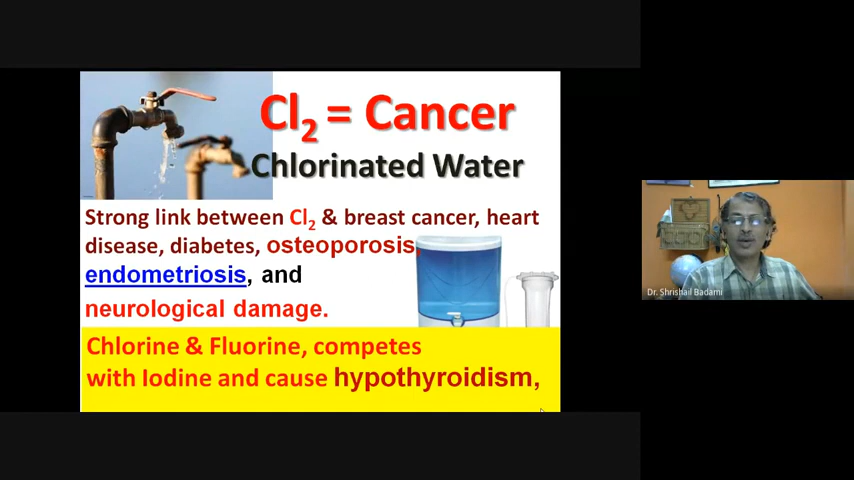 Cl₂ = Cancer
Chlorinated Water
Strong link between Cl₂ & breast cancer, heart
disease, diabetes, osteoporosis,
endometriosis, and
neurological damage.
Chlorine & Fluorine, competes
with Iodine and cause hypothyroidism,
Dr. Shrishail Badami